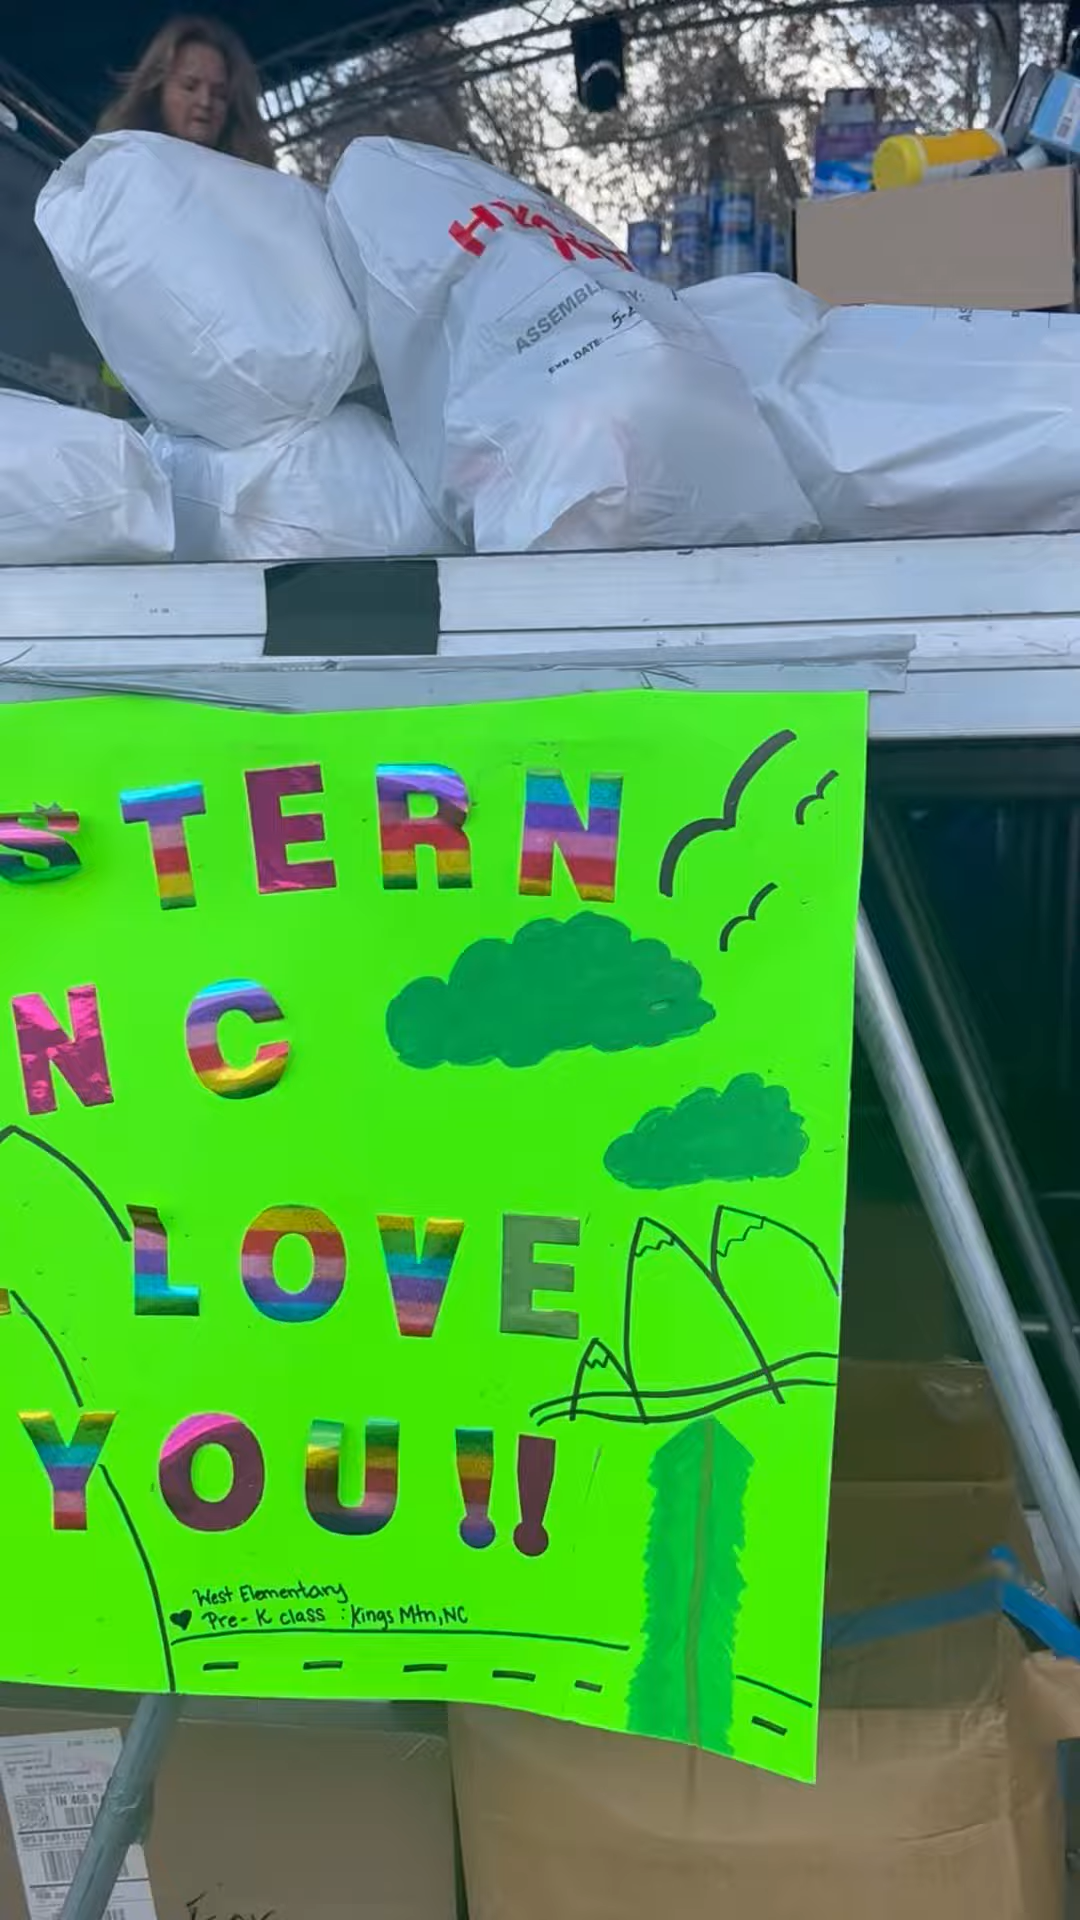 ASSEMBL
EXP. DATE:
STERN
NC
LOVE
YOU!!
West Elementary
Pre-K class : Kings Mtn, NC